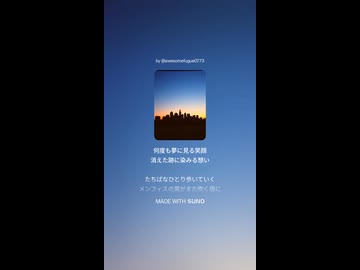 by @awesomefugue0773
何度も夢に見る笑顔
消えた跡に染みる想い
たちばなひとり歩いていく
メンフィスの風がまた吹く街に
MADE WITH SUNO